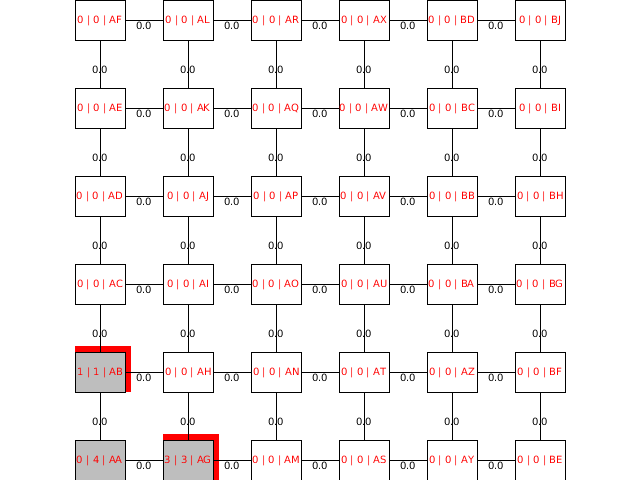 0 | 0 | AF 0.0 0 | 0 | AL 0.0 0 | 0 | AR 0.0 0 | 0 | AX 0.0 0 | 0 | BD 0.0 0 | 0 | BJ
0.0 0.0 0.0 0.0 0.0 0.0
0 | 0 | AE 0.0 0 | 0 | AK 0.0 0 | 0 | AQ 0.0 0 | 0 | AW 0.0 0 | 0 | BC 0.0 0 | 0 | BI
0.0 0.0 0.0 0.0 0.0 0.0
0 | 0 | AD 0.0 0 | 0 | AJ 0.0 0 | 0 | AP 0.0 0 | 0 | AV 0.0 0 | 0 | BB 0.0 0 | 0 | BH
0.0 0.0 0.0 0.0 0.0 0.0
0 | 0 | AC 0.0 0 | 0 | AI 0.0 0 | 0 | AO 0.0 0 | 0 | AU 0.0 0 | 0 | BA 0.0 0 | 0 | BG
0.0 0.0 0.0 0.0 0.0 0.0
1 | 1 | AB 0.0 0 | 0 | AH 0.0 0 | 0 | AN 0.0 0 | 0 | AT 0.0 0 | 0 | AZ 0.0 0 | 0 | BF
0.0 0.0 0.0 0.0 0.0 0.0
0 | 4 | AA 0.0 3 | 3 | AG 0.0 0 | 0 | AM 0.0 0 | 0 | AS 0.0 0 | 0 | AY 0.0 0 | 0 | BE